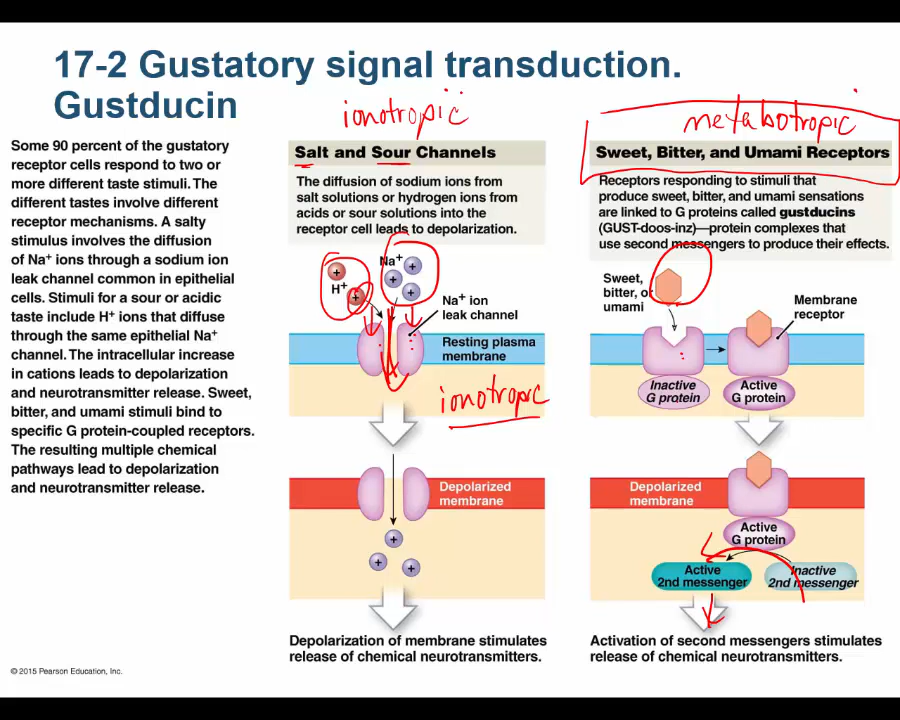 17-2 Gustatory signal transduction.
Gustducin
ionotropic
metabotropic
Some 90 percent of the gustatory
receptor cells respond to two or
more different taste stimuli. The
different tastes involve different
receptor mechanisms. A salty
stimulus involves the diffusion
of Na⁺ ions through a sodium ion
leak channel common in epithelial
cells. Stimuli for a sour or acidic
taste include H⁺ ions that diffuse
through the same epithelial Na⁺
channel. The intracellular increase
in cations leads to depolarization
and neurotransmitter release. Sweet,
bitter, and umami stimuli bind to
specific G protein-coupled receptors.
The resulting multiple chemical
pathways lead to depolarization
and neurotransmitter release.
Salt and Sour Channels
The diffusion of sodium ions from
salt solutions or hydrogen ions from
acids or sour solutions into the
receptor cell leads to depolarization.
Na⁺
+
+
+
+
H⁺
+
Na⁺ ion
leak channel
Resting plasma
membrane
ionotropic
Depolarized
membrane
+
+
+
Depolarization of membrane stimulates
release of chemical neurotransmitters.
Sweet, Bitter, and Umami Receptors
Receptors responding to stimuli that
produce sweet, bitter, and umami sensations
are linked to G proteins called gustducins
(GUST-doos-inz)—protein complexes that
use second messengers to produce their effects.
Sweet,
bitter, or
umami
Membrane
receptor
Inactive
G protein
Active
G protein
Depolarized
membrane
Active
G protein
Active
2nd messenger
Inactive
2nd messenger
Activation of second messengers stimulates
release of chemical neurotransmitters.
© 2015 Pearson Education, Inc.